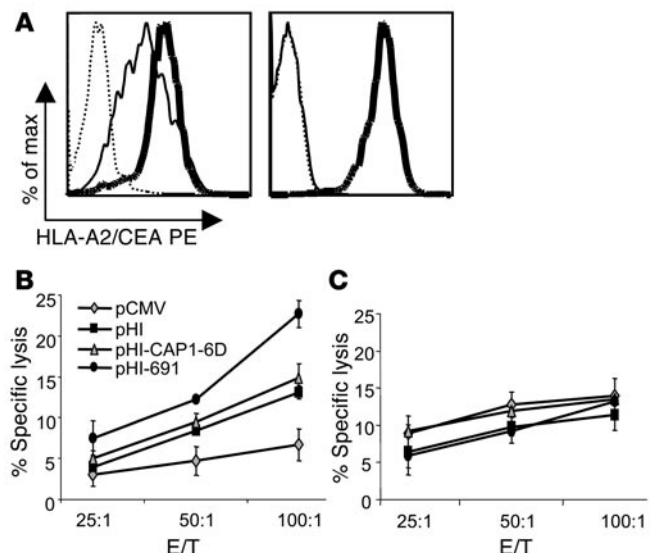 A
% of max
HLA-A2/CEA PE
B
25
20
15
10
5
0
% Specific lysis
pCMV
pHI
pHI-CAP1-6D
pHI-691
25:1
50:1
100:1
E/T
C
25
20
15
10
5
0
% Specific lysis
25:1
50:1
100:1
E/T